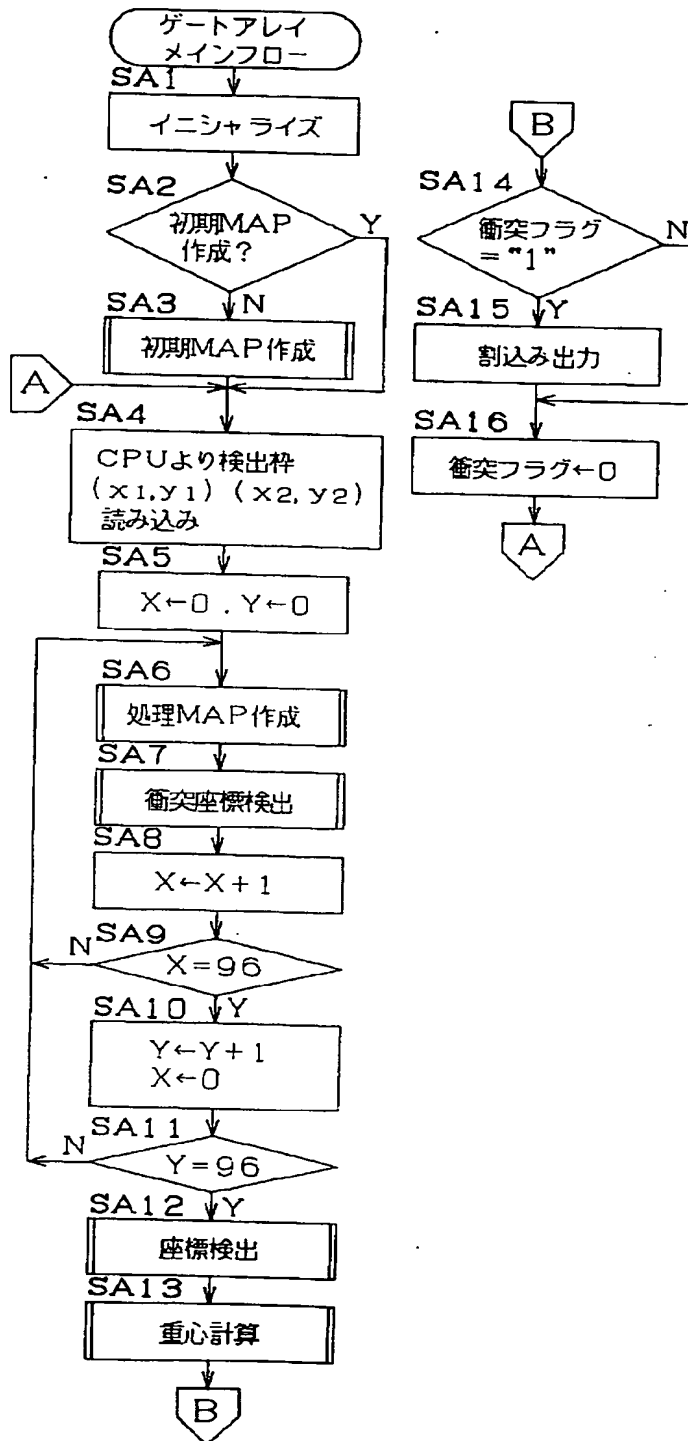 ゲートアレイ
メインフロー
SA1
イニシャライズ
SA2
初期MAP
作成?
Y
N
SA3
初期MAP作成
A
SA4
CPUより検出枠
(x1,y1) (x2,y2)
読み込み
SA5
X←0 . Y←0
SA6
処理MAP作成
SA7
衝突座標検出
SA8
X←X+1
SA9
N
X=96
Y
SA10
Y←Y+1
X←0
SA11
N
Y=96
Y
SA12
座標検出
SA13
重心計算
B
B
SA14
衝突フラグ
="1"
N
Y
SA15
割込み出力
SA16
衝突フラグ←0
A